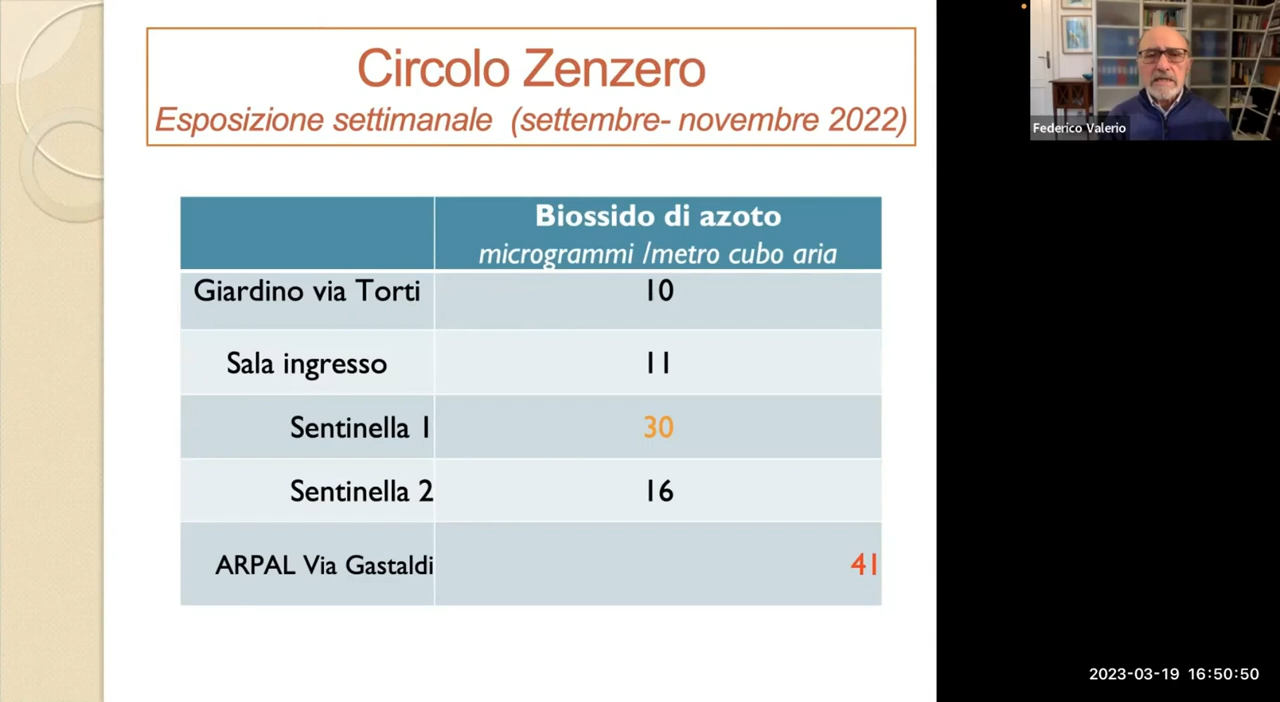 Circolo Zenzero
Esposizione settimanale (settembre- novembre 2022)
Biossido di azoto
microgrammi /metro cubo aria
Giardino via Torti 10
Sala ingresso 11
Sentinella 1 30
Sentinella 2 16
ARPAL Via Gastaldi 41
Federico Valerio
2023-03-19 16:50:50